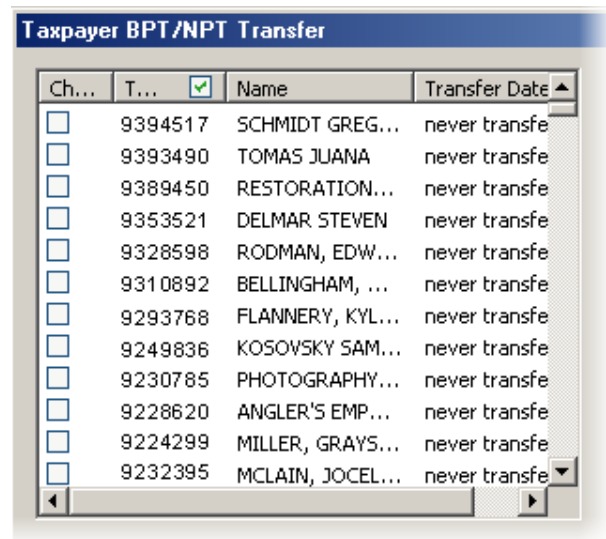 Taxpayer BPT/NPT Transfer
Ch... T... Name Transfer Date
9394517 SCHMIDT GREG... never transfe
9393490 TOMAS JUANA never transfe
9389450 RESTORATION... never transfe
9353521 DELMAR STEVEN never transfe
9328598 RODMAN, EDW... never transfe
9310892 BELLINGHAM, ... never transfe
9293768 FLANNERY, KYL... never transfe
9249836 KOSOVSKY SAM... never transfe
9230785 PHOTOGRAPHY... never transfe
9228620 ANGLER'S EMP... never transfe
9224299 MILLER, GRAYS... never transfe
9232395 MCLAIN, JOCEL... never transfe